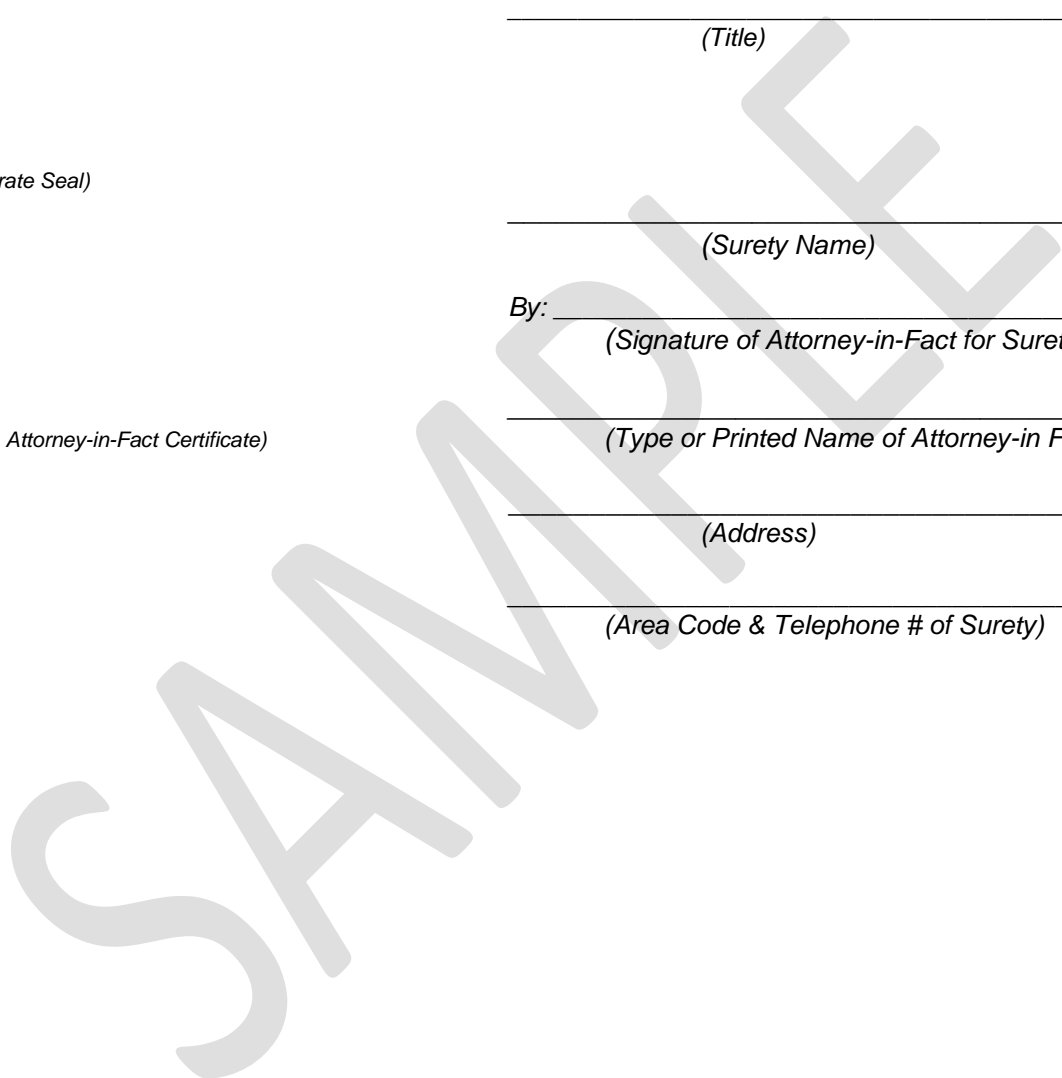 (Title)
rate Seal)
(Surety Name)
By:
(Signature of Attorney-in-Fact for
Attorney-in-Fact Certificate)
(Type or Printed Name of Attorney-in
(Address)
(Area Code & Telephone # of Surety)
SAMPLE